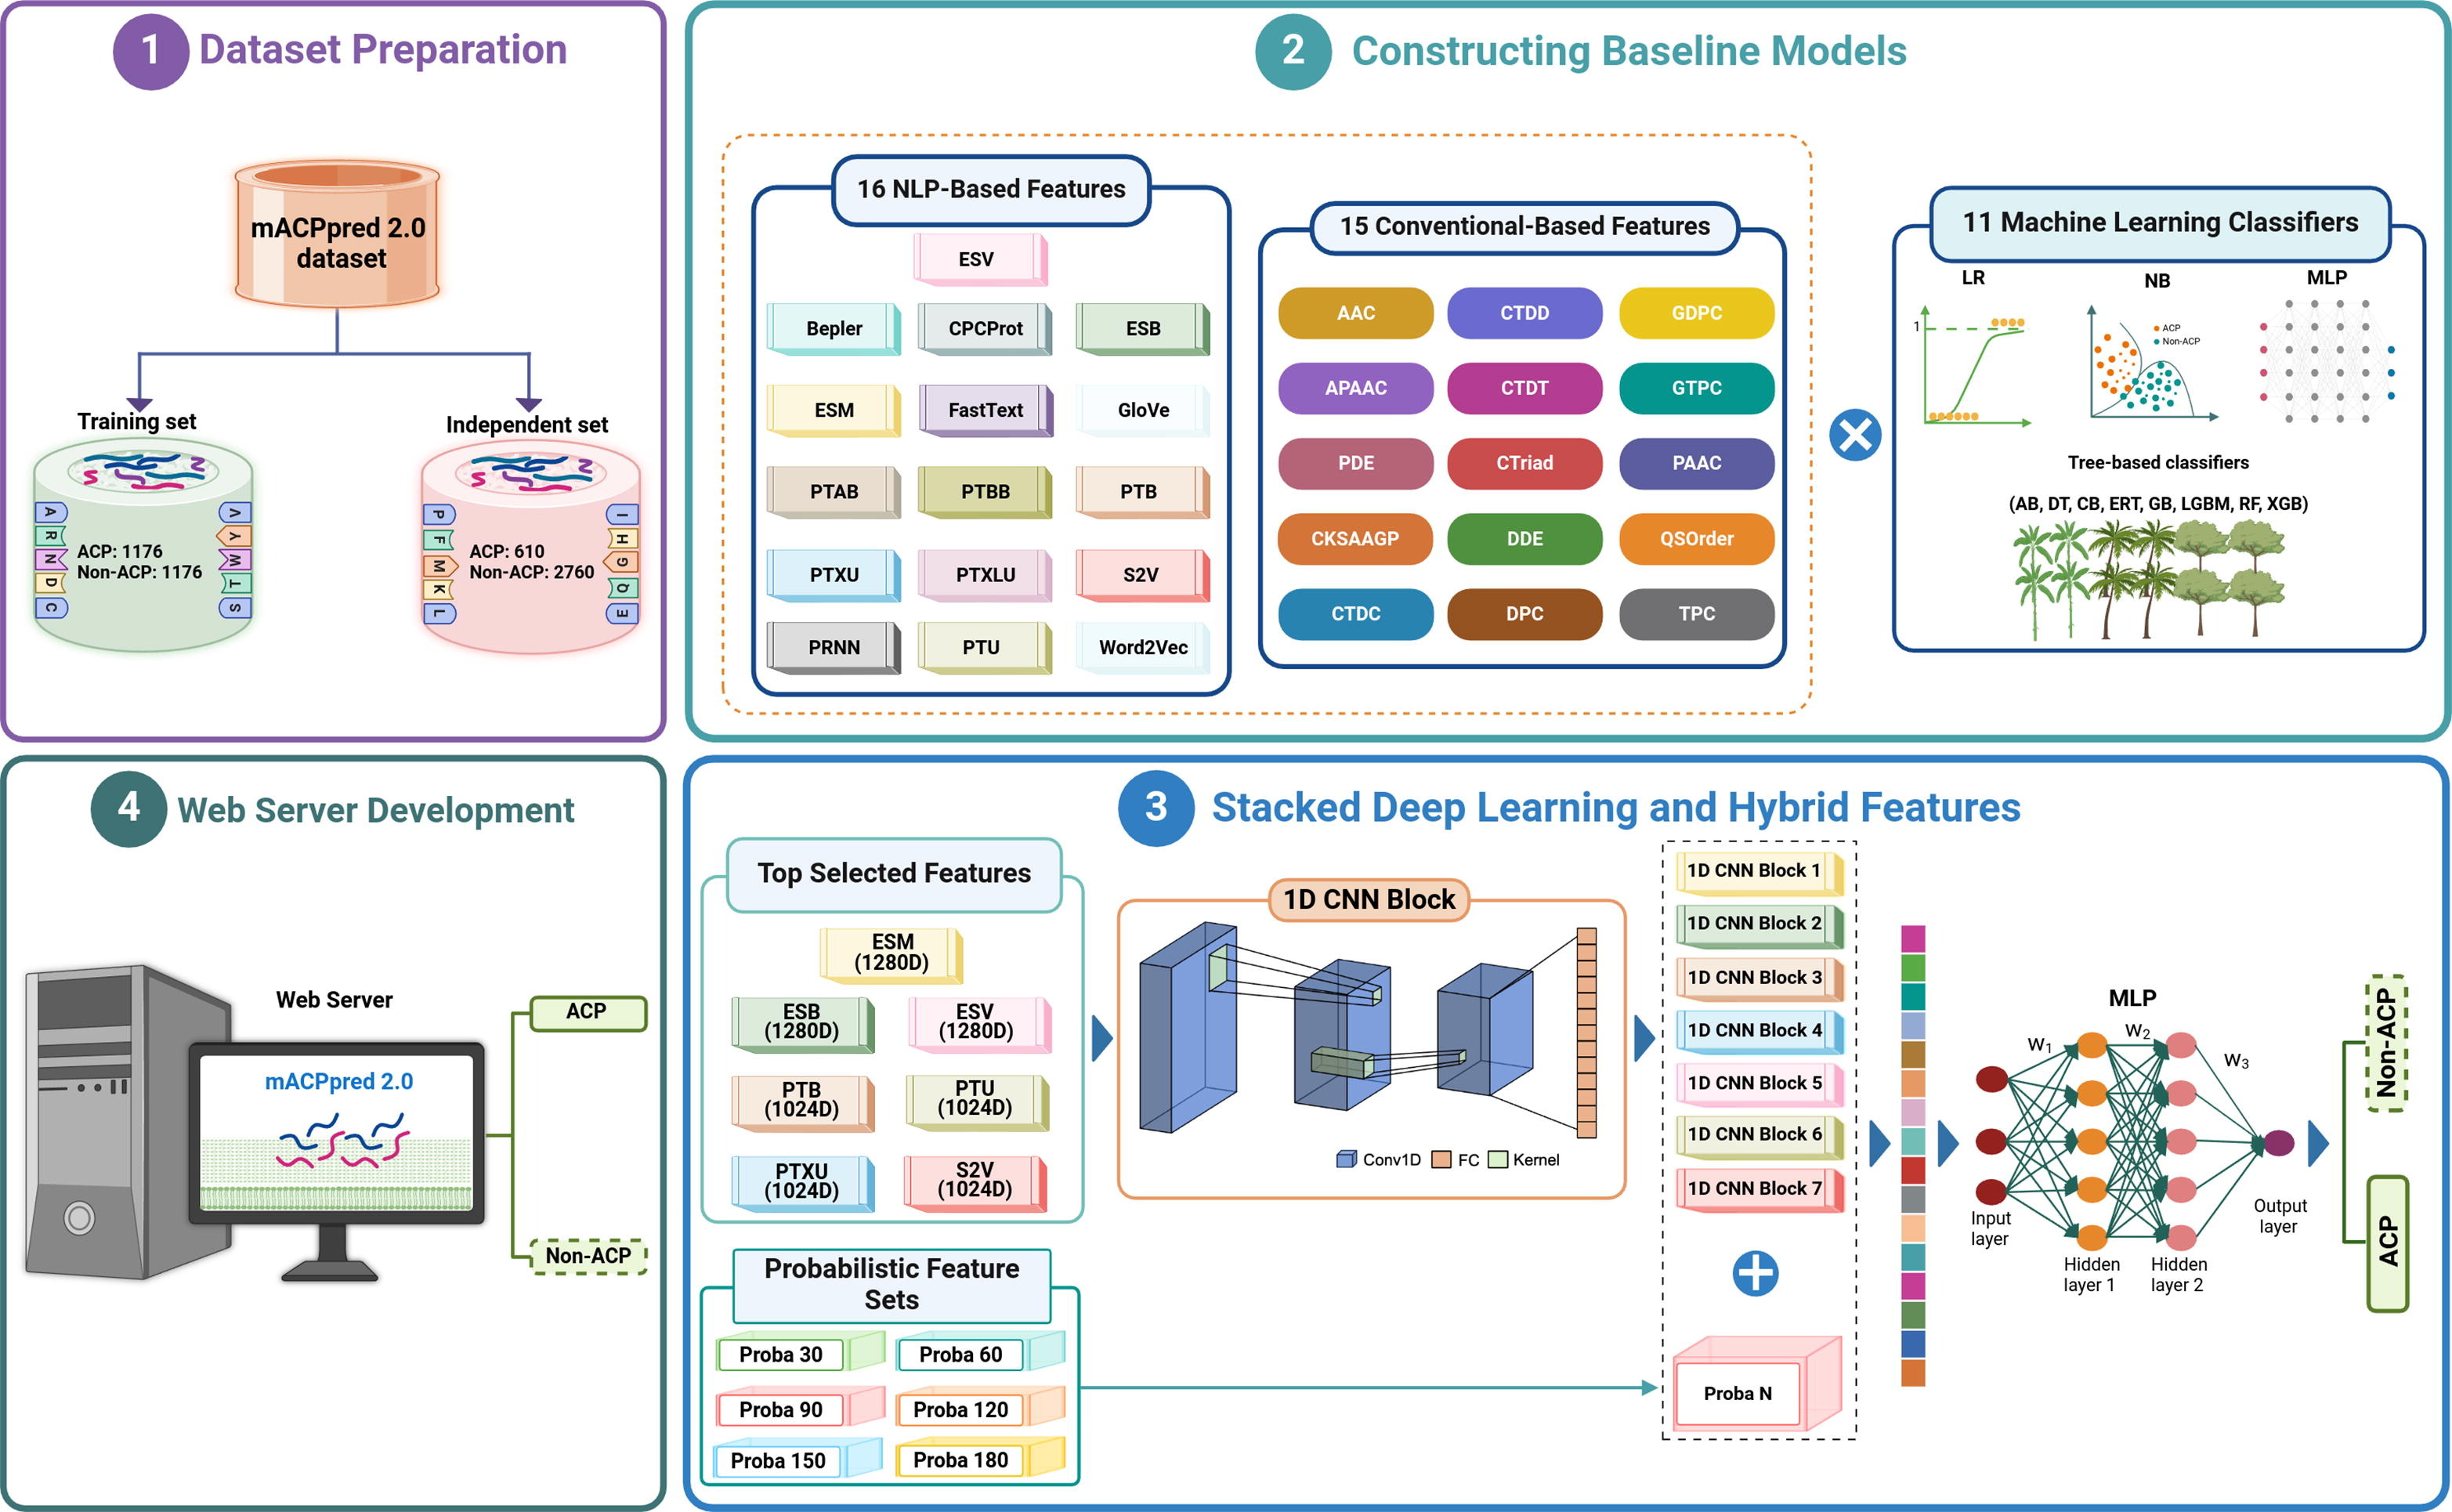 1 Dataset Preparation
mACPpred 2.0
dataset
Training set
Independent set
A
R
N
D
C
V
Y
W
T
S
ACP: 1176
Non-ACP: 1176
P
F
M
K
L
I
H
G
Q
E
ACP: 610
Non-ACP: 2760
2 Constructing Baseline Models
16 NLP-Based Features
ESV
Bepler CPCProt ESB
ESM FastText GloVe
PTAB PTBB PTB
PTXU PTXLU S2V
PRNN PTU Word2Vec
15 Conventional-Based Features
AAC CTDD GDPC
APAAC CTDT GTPC
PDE CTriad PAAC
CKSAAGP DDE QSOrder
CTDC DPC TPC
11 Machine Learning Classifiers
LR NB MLP
1
ACP
Non-ACP
Tree-based classifiers
(AB, DT, CB, ERT, GB, LGBM, RF, XGB)
4 Web Server Development
Web Server
mACPpred 2.0
ACP
Non-ACP
3 Stacked Deep Learning and Hybrid Features
Top Selected Features
ESM
(1280D)
ESB
(1280D)
ESV
(1280D)
PTB
(1024D)
PTU
(1024D)
PTXU
(1024D)
S2V
(1024D)
Probabilistic Feature
Sets
Proba 30 Proba 60
Proba 90 Proba 120
Proba 150 Proba 180
1D CNN Block
Conv1D FC Kernel
1D CNN Block 1
1D CNN Block 2
1D CNN Block 3
1D CNN Block 4
1D CNN Block 5
1D CNN Block 6
1D CNN Block 7
Proba N
MLP
W1 W2 W3
Input
layer
Hidden
layer 1
Hidden
layer 2
Output
layer
Non-ACP
ACP